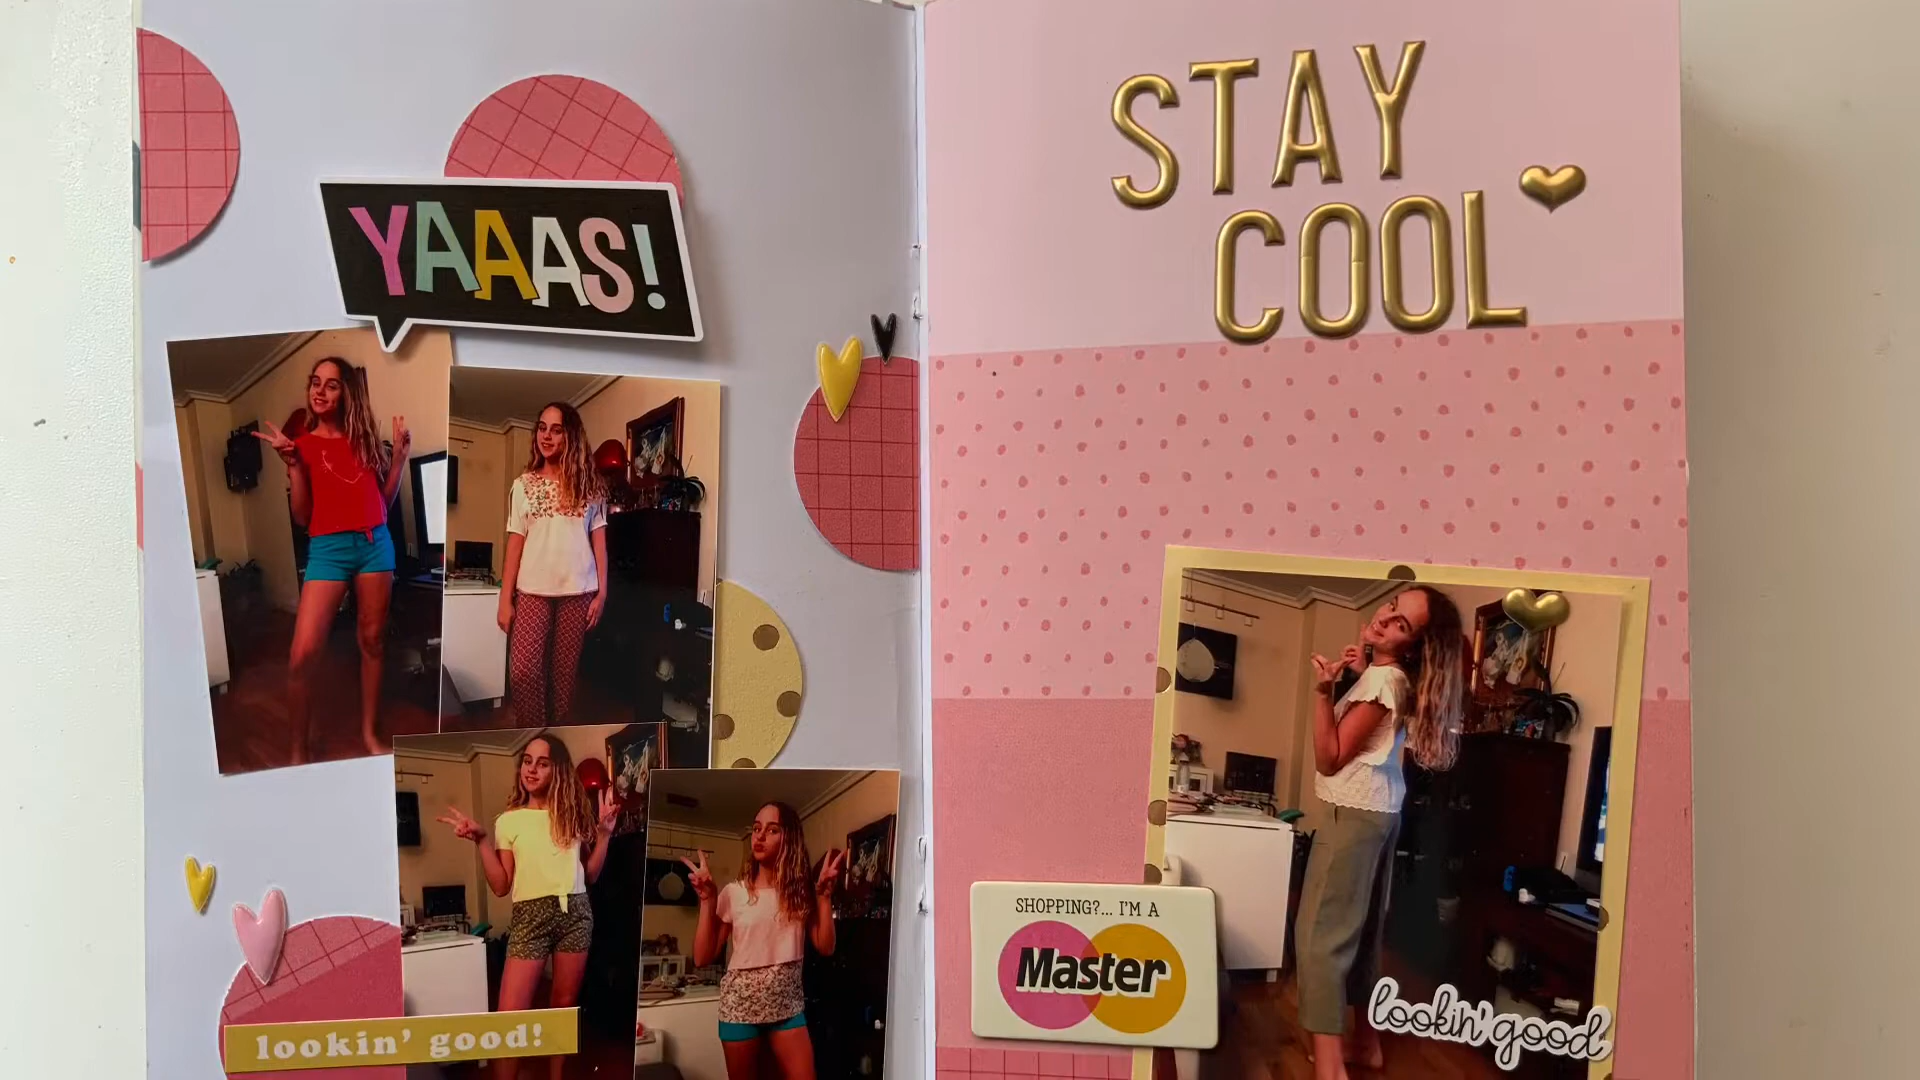 YAAAS!
lookin' good!
STAY
COOL
SHOPPING?... I'M A
Master
lookin' good